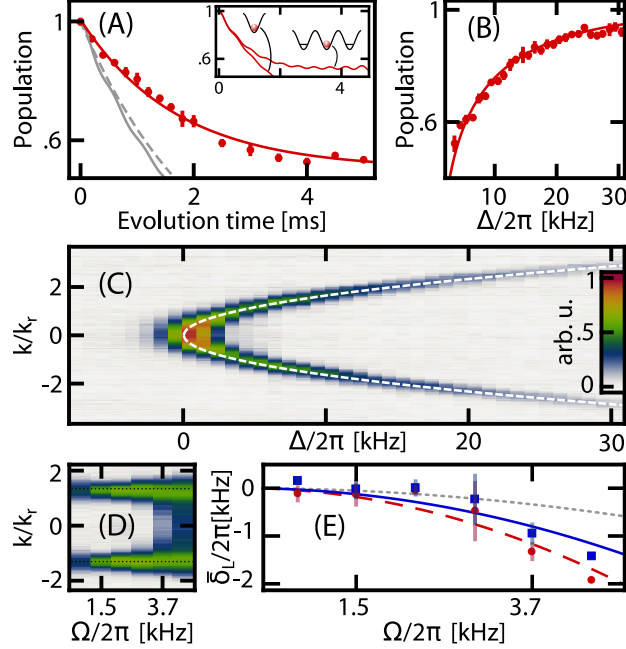 (A)
Population
1
.6
0
2
4
Evolution time [ms]
1
.6
0
2
4
(B)
Population
1
.6
10
20
30
Δ/2π [kHz]
(C)
k/kr
2
0
-2
0
10
20
30
Δ/2π [kHz]
arb. u.
1
.5
0
(D)
k/kr
2
0
-2
1.5
3.7
Ω/2π [kHz]
(E)
δ̄L/2π[kHz]
0
-1
-2
1.5
3.7
Ω/2π [kHz]